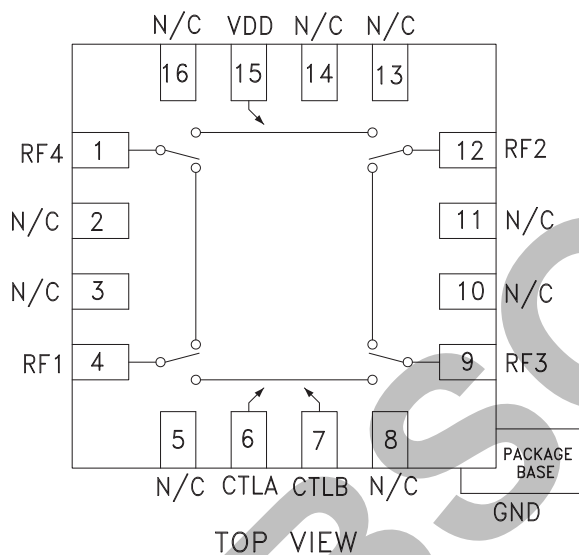 N/C VDD N/C N/C
16 15 14 13
RF4 1 12 RF2
N/C 2 11 N/C
N/C 3 10 N/C
RF1 4 9 RF3
5 6 7 8
N/C CTLA CTLB N/C
PACKAGE
BASE
GND
TOP VIEW